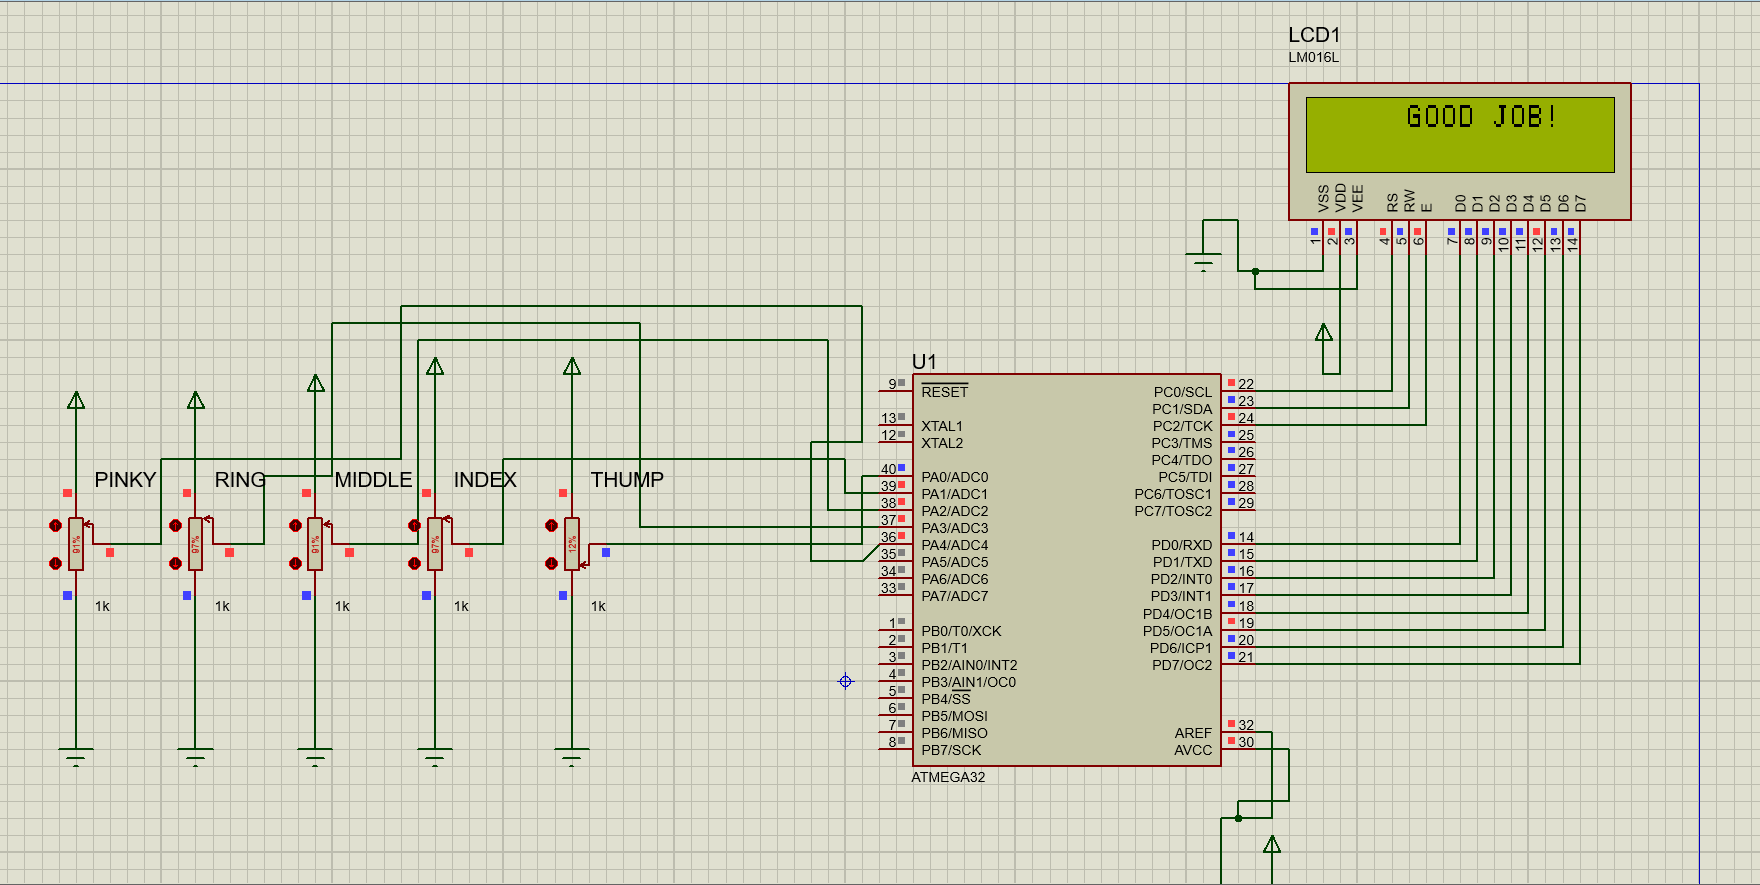 LCD1
LM016L
GOOD JOB!
VSS VDD VEE RS RW E D0 D1 D2 D3 D4 D5 D6 D7
1 2 3 4 5 6 7 8 9 10 11 12 13 14
U1
9 RESET PC0/SCL 22
PC1/SDA 23
13 XTAL1 PC2/TCK 24
12 XTAL2 PC3/TMS 25
PC4/TDO 26
40 PA0/ADC0 PC5/TDI 27
39 PA1/ADC1 PC6/TOSC1 28
38 PA2/ADC2 PC7/TOSC2 29
37 PA3/ADC3
36 PA4/ADC4 PD0/RXD 14
35 PA5/ADC5 PD1/TXD 15
34 PA6/ADC6 PD2/INT0 16
33 PA7/ADC7 PD3/INT1 17
PD4/OC1B 18
1 PB0/T0/XCK PD5/OC1A 19
2 PB1/T1 PD6/ICP1 20
3 PB2/AIN0/INT2 PD7/OC2 21
4 PB3/AIN1/OC0
5 PB4/SS
6 PB5/MOSI
7 PB6/MISO AREF 32
8 PB7/SCK AVCC 30
ATMEGA32
PINKY RING MIDDLE INDEX THUMP
91% 97% 91% 97% 12%
1k 1k 1k 1k 1k